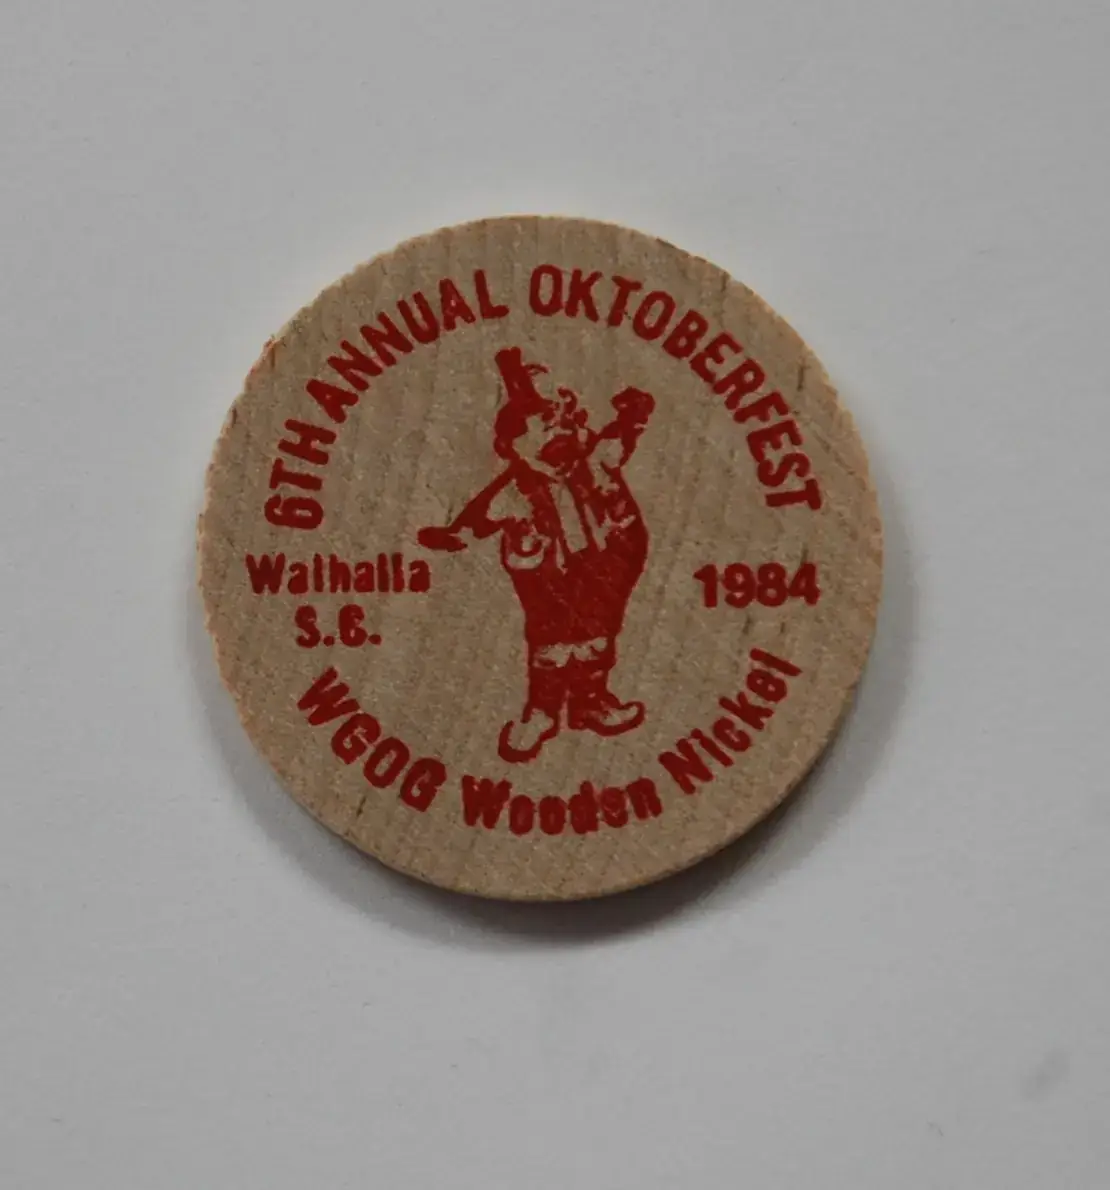 6TH ANNUAL OKTOBERFEST
Walhalla
S.C.
1984
WGOG Wooden Nickel